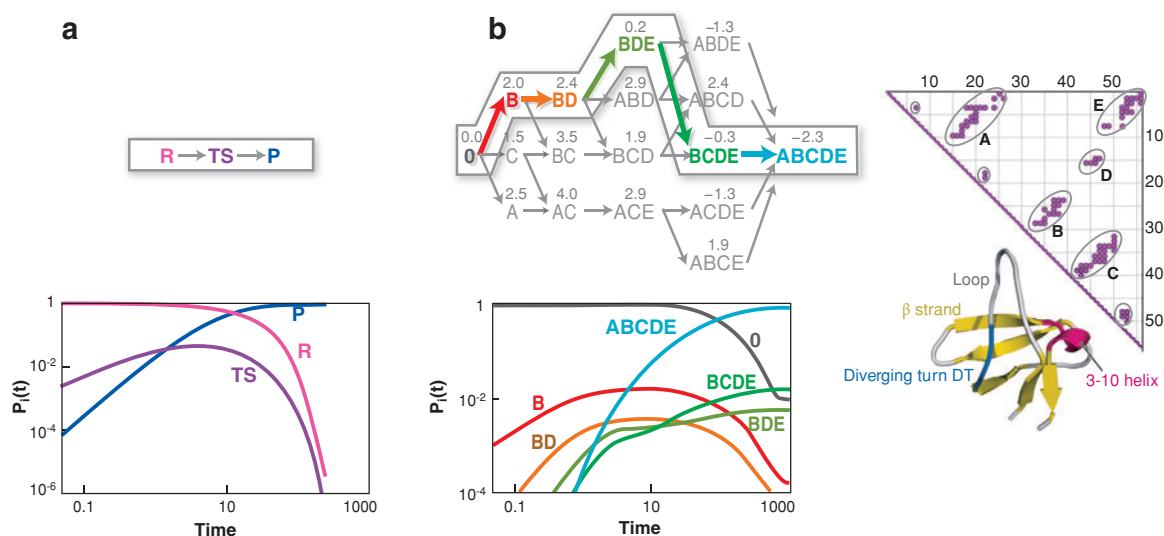 a
R → TS → P
1
10⁻²
10⁻⁴
10⁻⁶
Pᵢ(t)
P
R
TS
0.1 10 1000
Time
b
0.2 −1.3
BDE ABDE
2.0 2.4 2.9 2.4
B BD ABD ABCD
0.0 1.5 3.5 1.9 −0.3 −2.3
0 C BC BCD BCDE ABCDE
2.5 4.0 2.9 −1.3
A AC ACE ACDE
1.9
ABCE
1
10⁻²
10⁻⁴
Pᵢ(t)
ABCDE
0
BCDE
B
BDE
BD
0.1 10 1000
Time
10 20 30 40 50
E
A
10
D
20
B
30
C
40
50
Loop
β strand
Diverging turn DT
3-10 helix